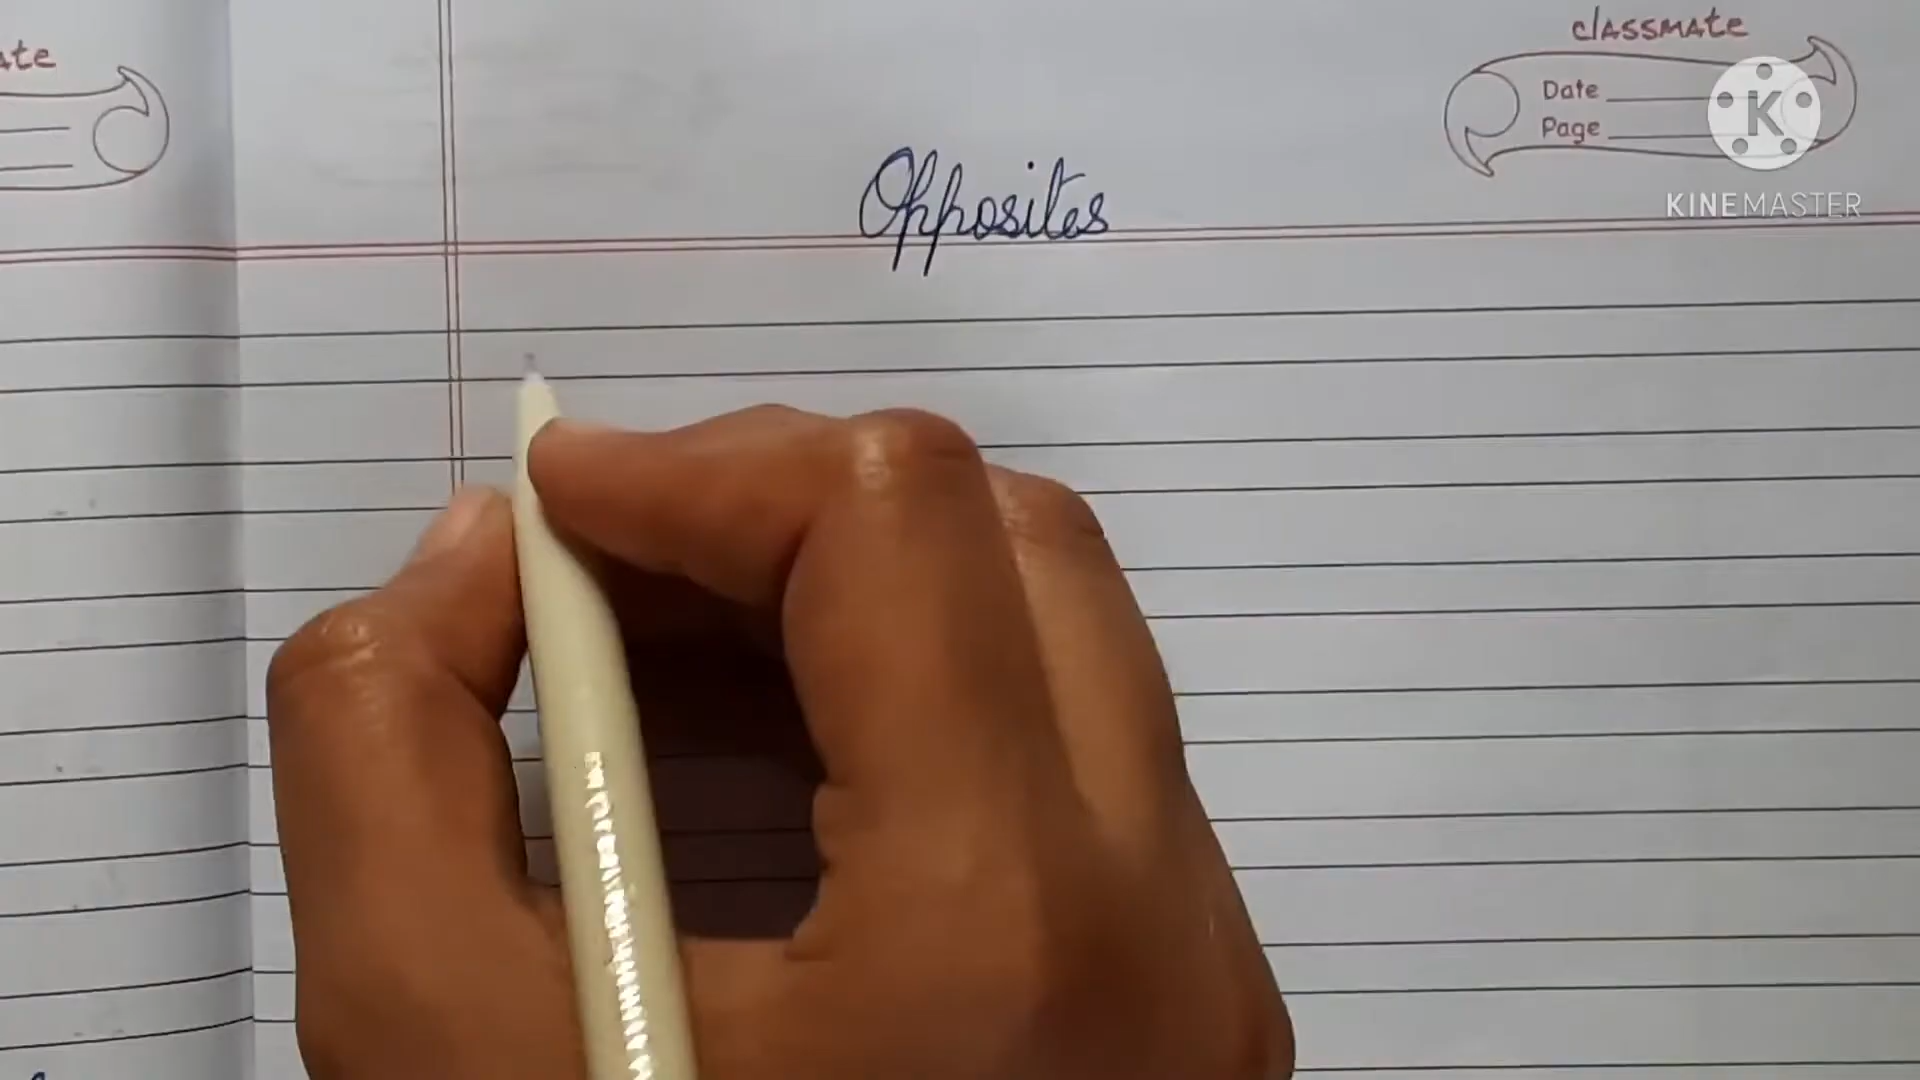 ate
classmate
Date
Page
KINEMASTER
Opposites